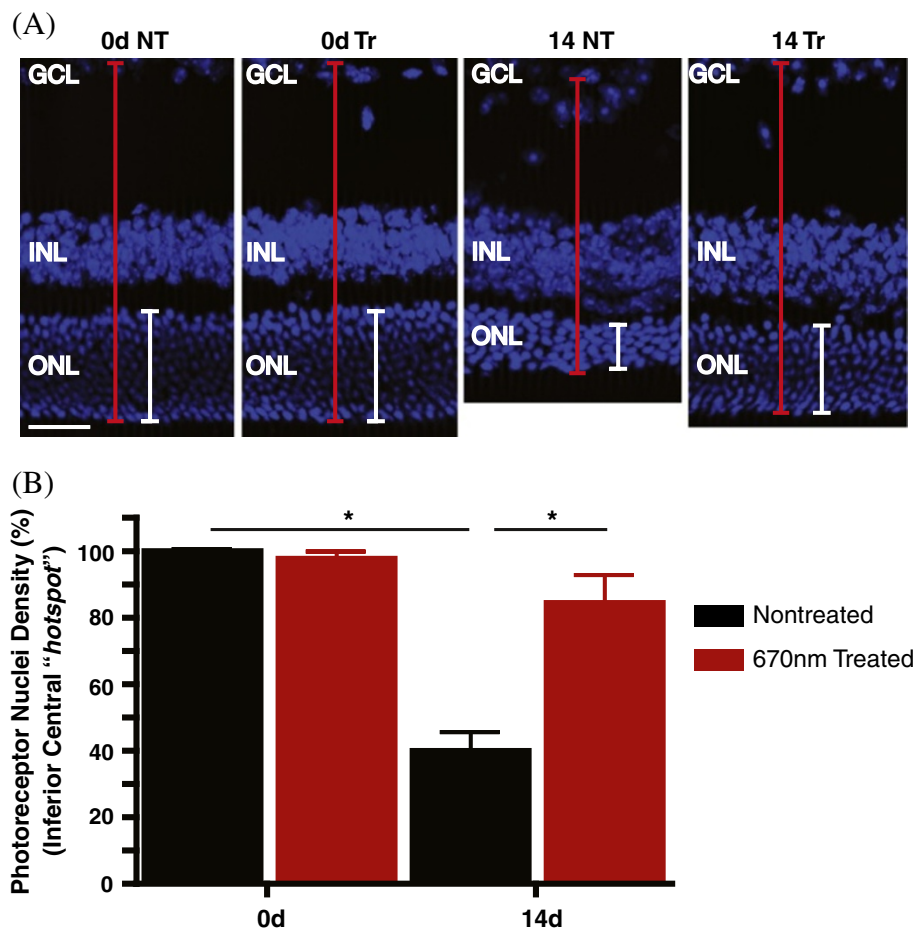 (A)
0d NT 0d Tr 14 NT 14 Tr
GCL GCL GCL GCL
INL INL INL INL
ONL ONL ONL ONL
(B)
Photoreceptor Nuclei Density (%)
(Inferior Central "hotspot")
* *
100
80
60
40
20
0
0d 14d
Nontreated
670nm Treated